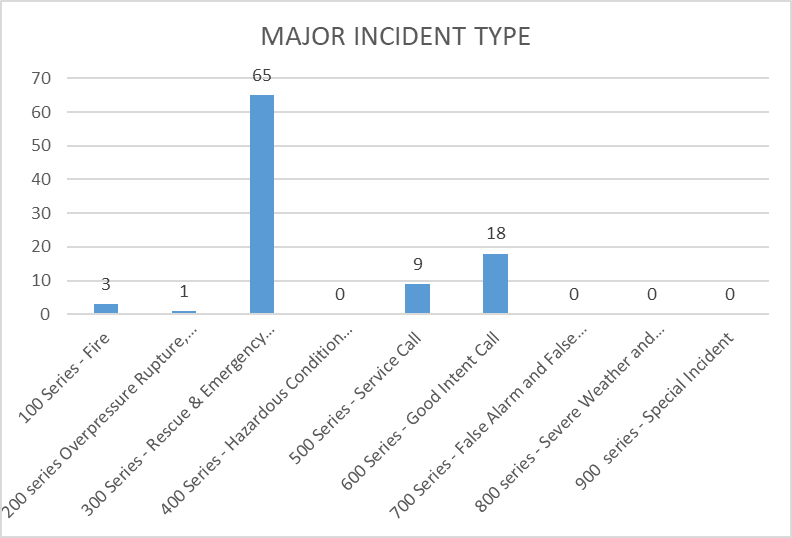 MAJOR INCIDENT TYPE
70
60
50
40
30
20
10
0
3
1
65
0
9
18
0
0
0
100 Series - Fire
200 series Overpressure Rupture,...
300 Series - Rescue & Emergency...
400 Series - Hazardous Condition...
500 Series - Service Call
600 Series - Good Intent Call
700 Series - False Alarm and False...
800 series - Severe Weather and...
900  series - Special Incident